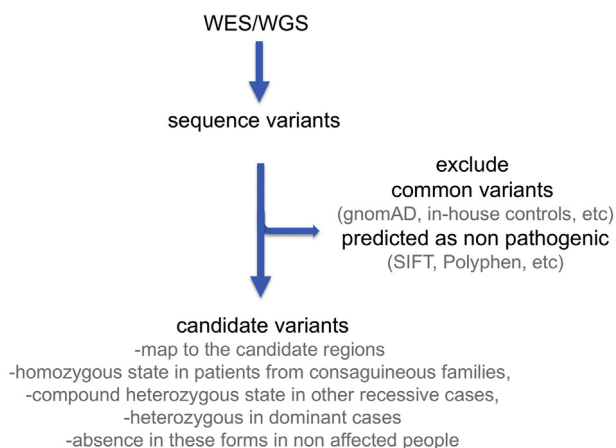 WES/WGS
sequence variants
exclude
common variants
(gnomAD, in-house controls, etc)
predicted as non pathogenic
(SIFT, Polyphen, etc)
candidate variants
-map to the candidate regions
-homozygous state in patients from consaguineous families,
-compound heterozygous state in other recessive cases,
-heterozygous in dominant cases
-absence in these forms in non affected people